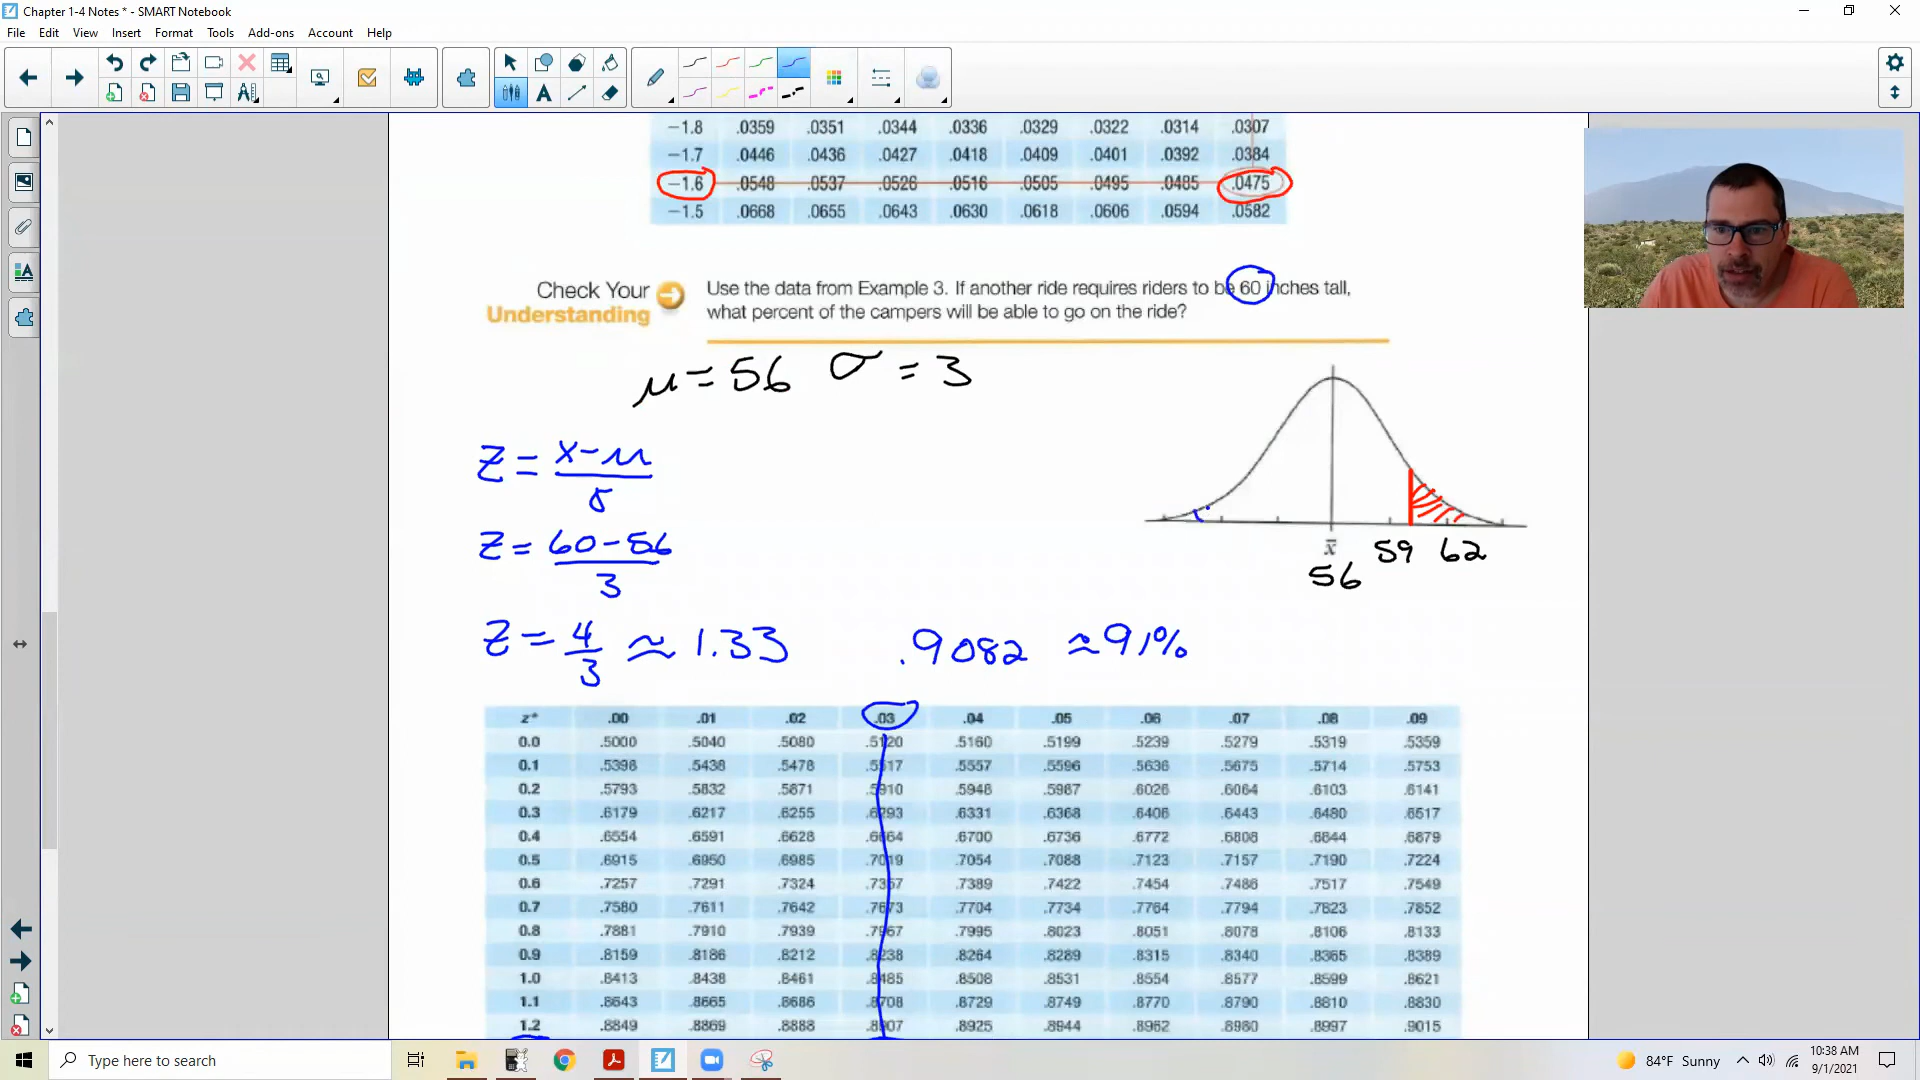 Chapter 1-4 Notes * - SMART Notebook
File Edit View Insert Format Tools Add-ons Account Help
−1.8 .0359 .0351 .0344 .0336 .0329 .0322 .0314 .0307
−1.7 .0446 .0436 .0427 .0418 .0409 .0401 .0392 .0384
−1.6 .0548 .0537 .0526 .0516 .0505 .0495 .0485 .0475
−1.5 .0668 .0655 .0643 .0630 .0618 .0606 .0594 .0582
Check Your
Understanding
Use the data from Example 3. If another ride requires riders to be 60 inches tall,
what percent of the campers will be able to go on the ride?
μ = 56 σ = 3
z = x-μ
σ
z = 60-56
3
z = 4/3 ≈ 1.33 .9082 ≈ 91%
x̄ 59 62
56
z* .00 .01 .02 .03 .04 .05 .06 .07 .08 .09
0.0 .5000 .5040 .5080 .5120 .5160 .5199 .5239 .5279 .5319 .5359
0.1 .5398 .5438 .5478 .5517 .5557 .5596 .5636 .5675 .5714 .5753
0.2 .5793 .5832 .5871 .5910 .5948 .5987 .6026 .6064 .6103 .6141
0.3 .6179 .6217 .6255 .6293 .6331 .6368 .6406 .6443 .6480 .6517
0.4 .6554 .6591 .6628 .6664 .6700 .6736 .6772 .6808 .6844 .6879
0.5 .6915 .6950 .6985 .7019 .7054 .7088 .7123 .7157 .7190 .7224
0.6 .7257 .7291 .7324 .7357 .7389 .7422 .7454 .7486 .7517 .7549
0.7 .7580 .7611 .7642 .7673 .7704 .7734 .7764 .7794 .7823 .7852
0.8 .7881 .7910 .7939 .7967 .7995 .8023 .8051 .8078 .8106 .8133
0.9 .8159 .8186 .8212 .8238 .8264 .8289 .8315 .8340 .8365 .8389
1.0 .8413 .8438 .8461 .8485 .8508 .8531 .8554 .8577 .8599 .8621
1.1 .8643 .8665 .8686 .8708 .8729 .8749 .8770 .8790 .8810 .8830
1.2 .8849 .8869 .8888 .8907 .8925 .8944 .8962 .8980 .8997 .9015
Type here to search
84°F Sunny
10:38 AM
9/1/2021